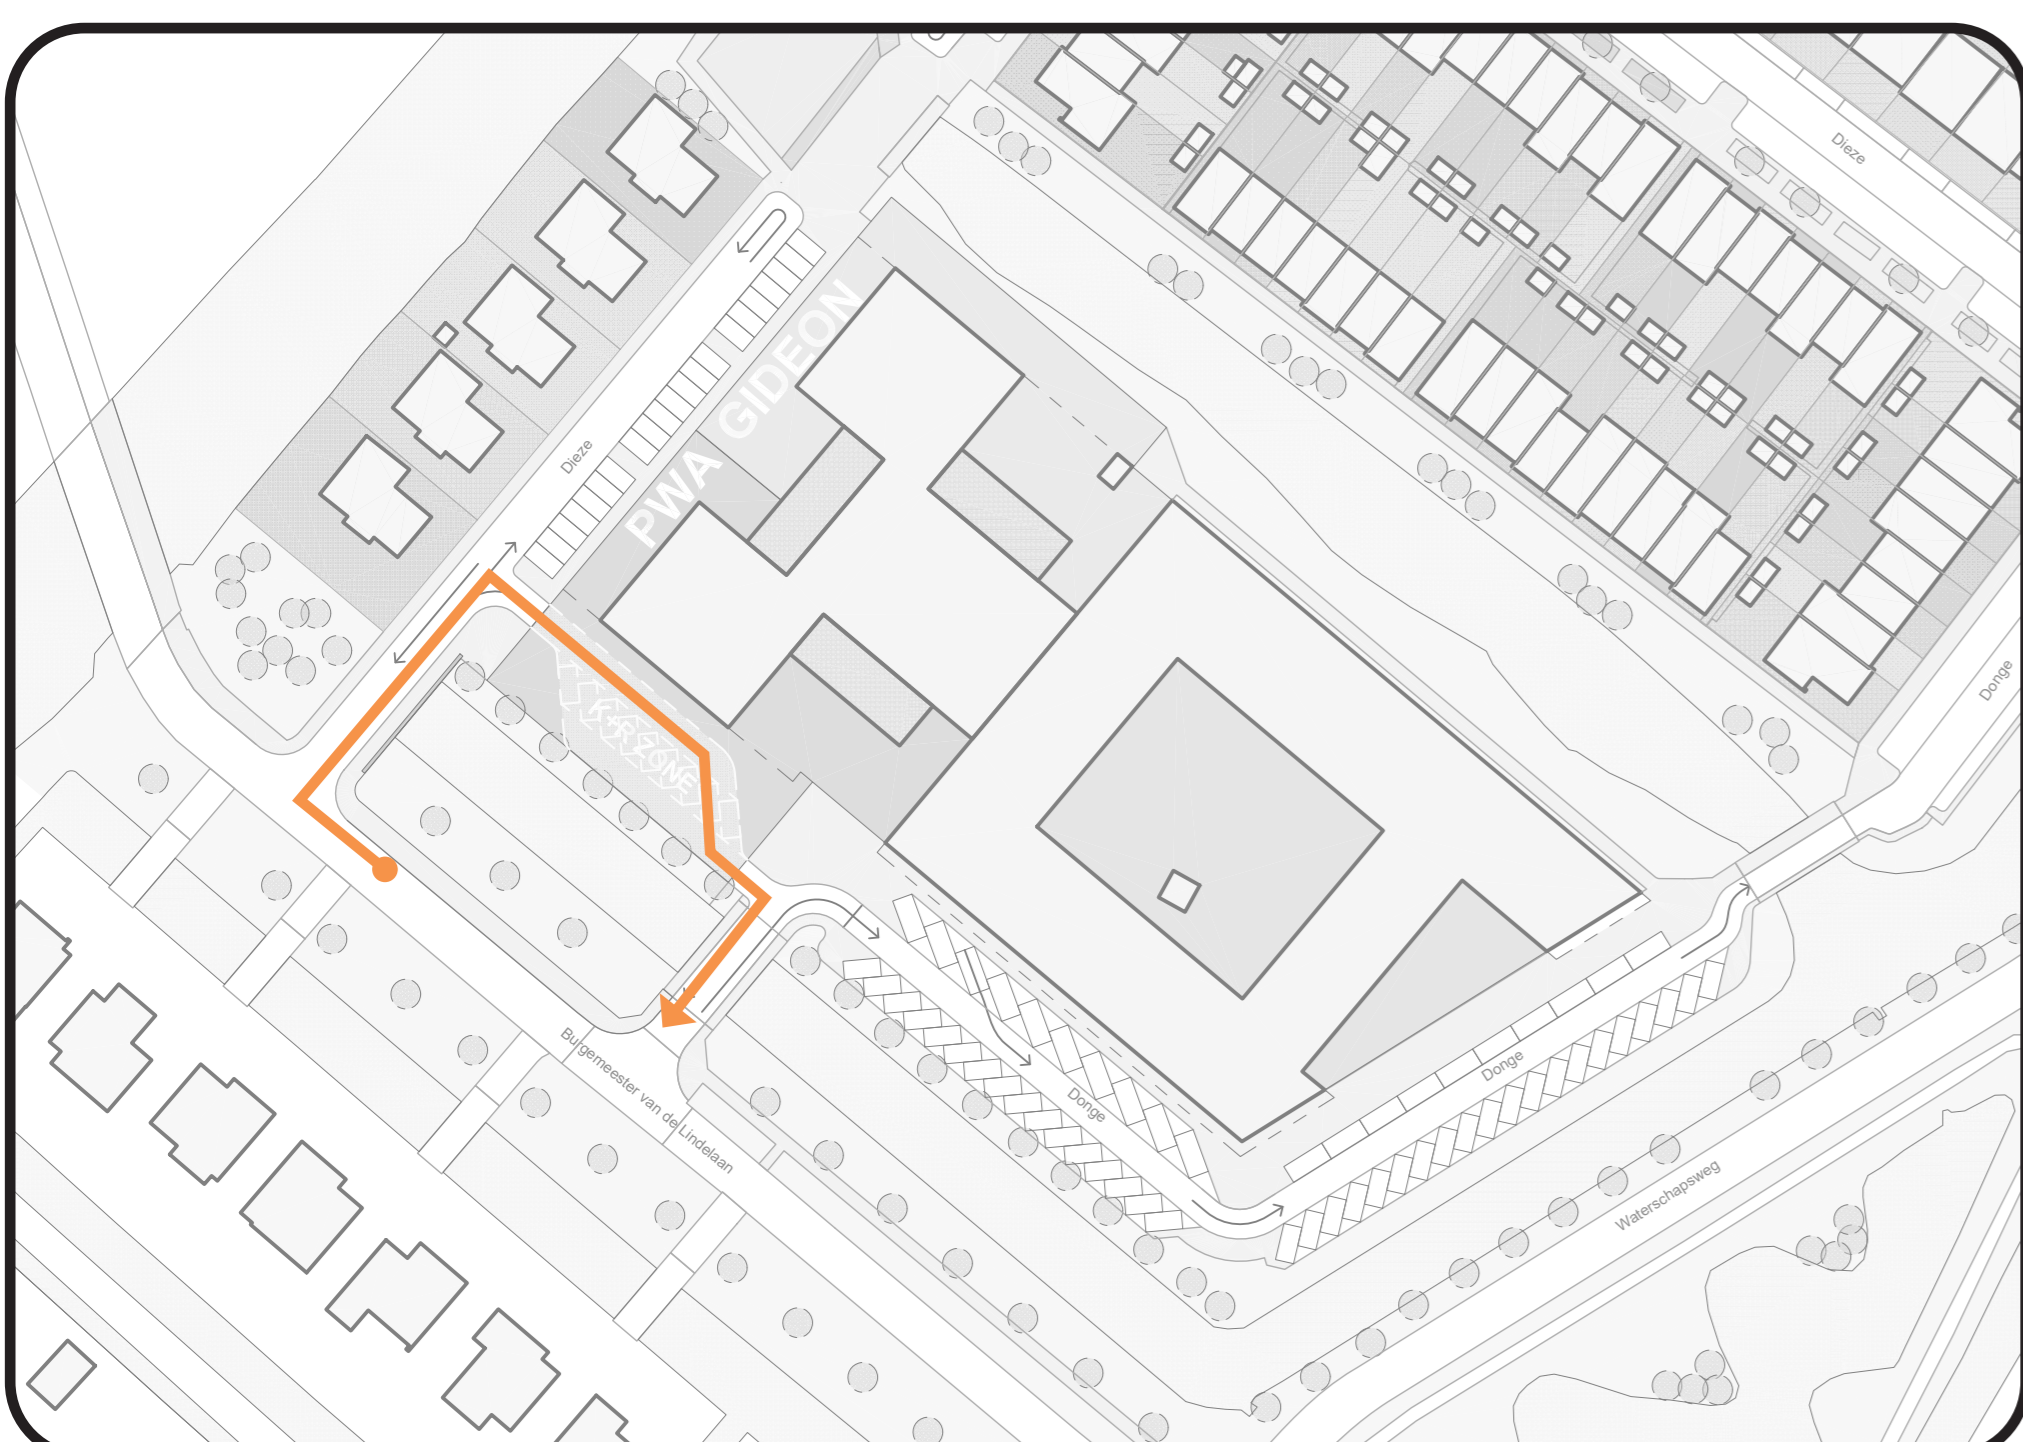 Dieze
Dieze
PWA GIDEON
K+R ZONE
Donge
Burgemeester van de Lindelaan
Donge
Donge
Waterschapsweg